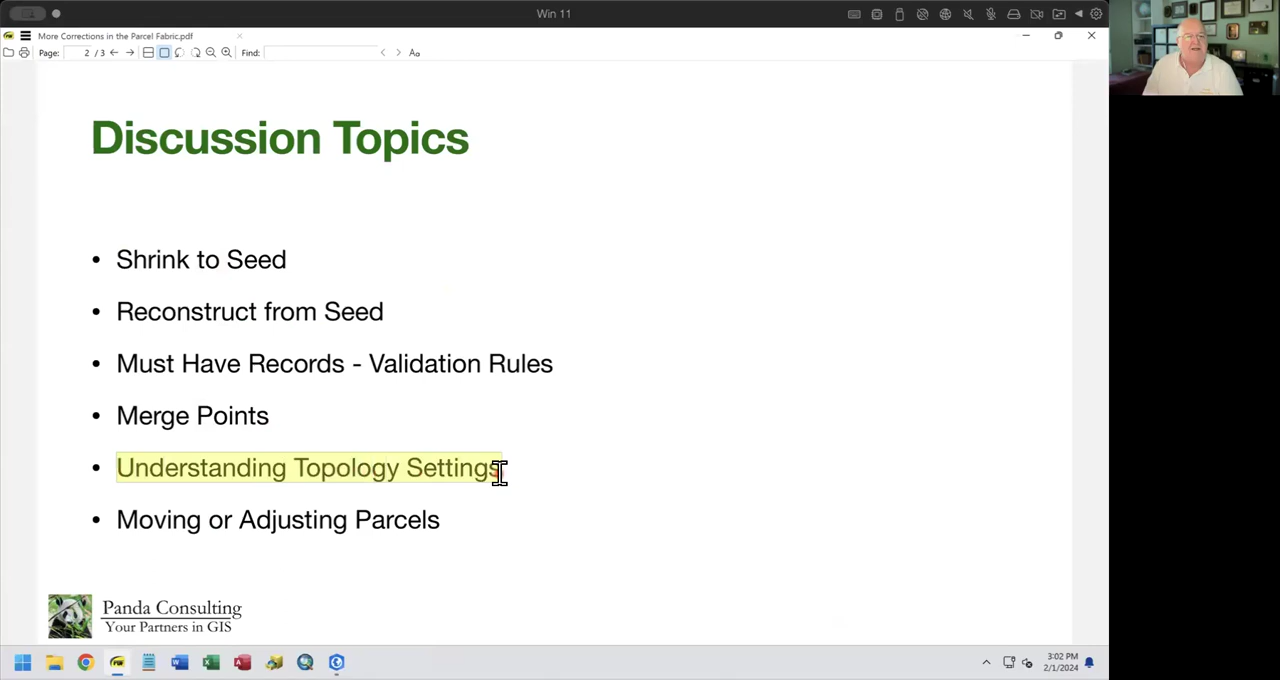 Win 11
More Corrections in the Parcel Fabric.pdf
Page: 2 / 3 Find: Aa
Discussion Topics
• Shrink to Seed
• Reconstruct from Seed
• Must Have Records - Validation Rules
• Merge Points
• Understanding Topology Settings
• Moving or Adjusting Parcels
Panda Consulting
Your Partners in GIS
3:02 PM
2/1/2024